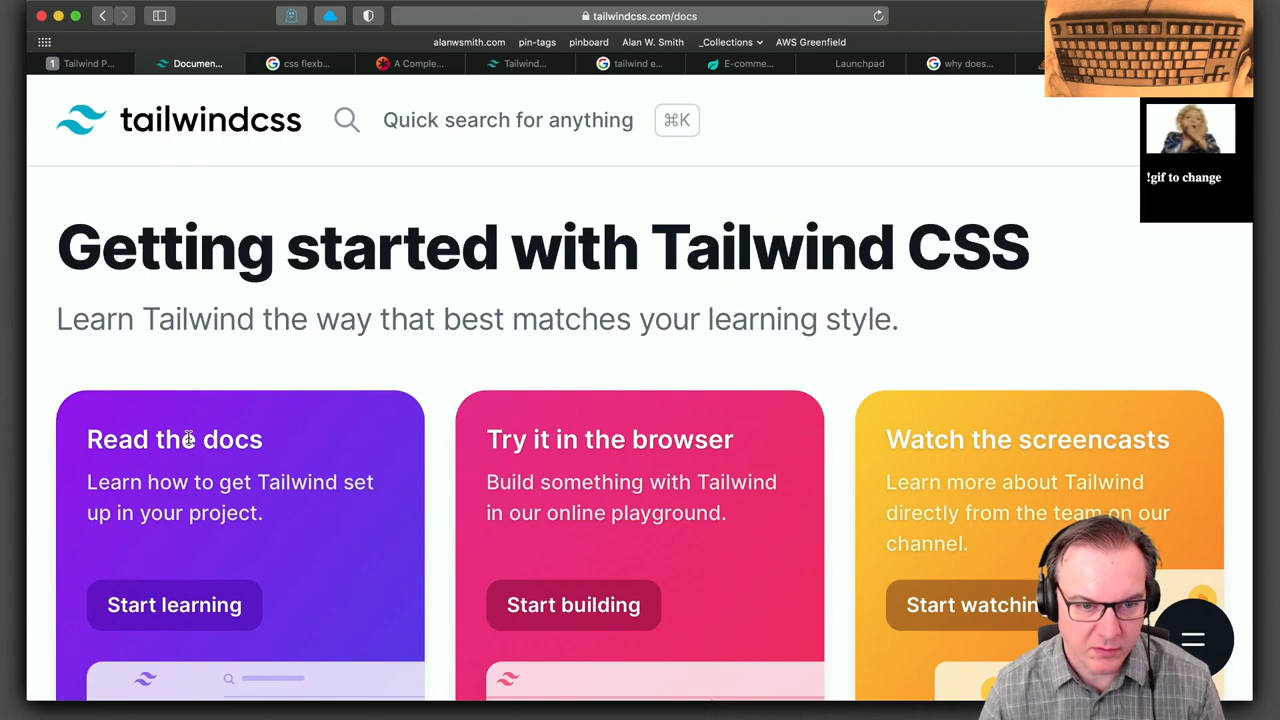 tailwindcss.com/docs
alanwsmith.com pin-tags pinboard Alan W. Smith _Collections AWS Greenfield
1 Tailwind P... Documen... css flexb... A Comple... Tailwind... tailwind e... E-comme... Launchpad why does...
tailwindcss Quick search for anything ⌘K
!gif to change
Getting started with Tailwind CSS
Learn Tailwind the way that best matches your learning style.
Read the docs
Learn how to get Tailwind set
up in your project.
Start learning
Try it in the browser
Build something with Tailwind
in our online playground.
Start building
Watch the screencasts
Learn more about Tailwind
directly from the team on our
channel.
Start watchin